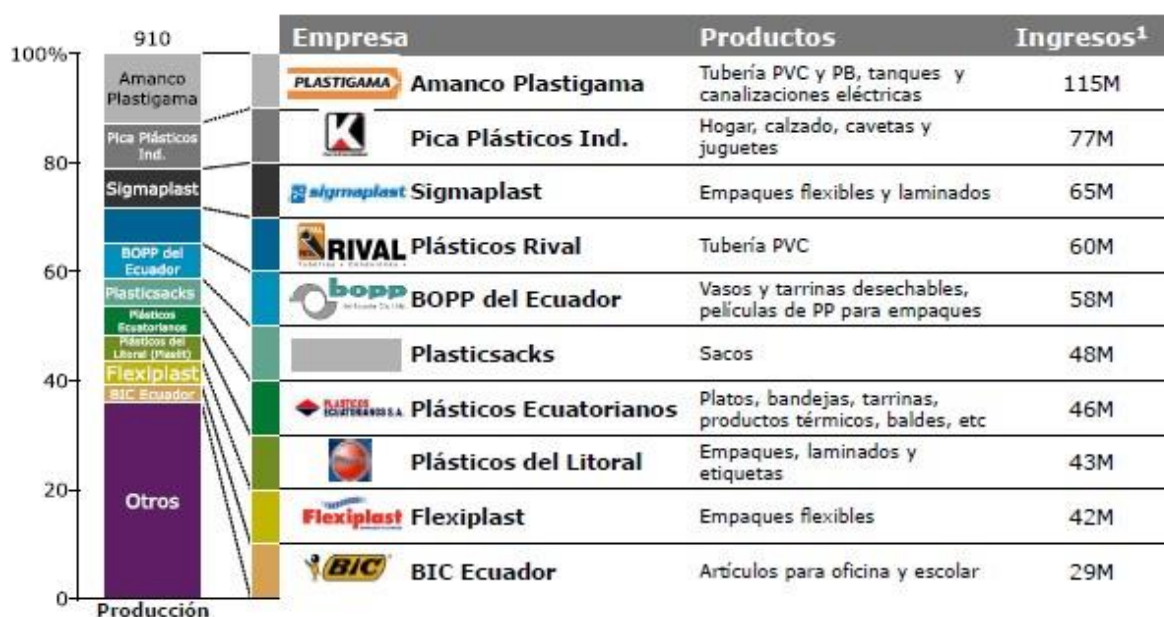 910
100%
80
60
40
20
0
Amanco
Plastigama
Pica Plásticos
Ind.
Sigmaplast
BOPP del
Ecuador
Plasticsacks
Plásticos
Ecuatorianos
Plásticos del
Litoral (Plaslit)
Flexiplast
BIC Ecuador
Otros
Producción
Empresa Productos Ingresos¹
PLASTIGAMA Amanco Plastigama Tubería PVC y PB, tanques y
canalizaciones eléctricas 115M
K Pica Plásticos Ind. Hogar, calzado, cavetas y
juguetes 77M
sigmaplast Sigmaplast Empaques flexibles y laminados 65M
RIVAL Plásticos Rival Tubería PVC 60M
bopp BOPP del Ecuador Vasos y tarrinas desechables,
películas de PP para empaques 58M
Plasticsacks Sacos 48M
PLASTICOS
ECUATORIANOS S.A. Plásticos Ecuatorianos Platos, bandejas, tarrinas,
productos térmicos, baldes, etc 46M
Plásticos del Litoral Empaques, laminados y
etiquetas 43M
Flexiplast Flexiplast Empaques flexibles 42M
BIC BIC Ecuador Artículos para oficina y escolar 29M